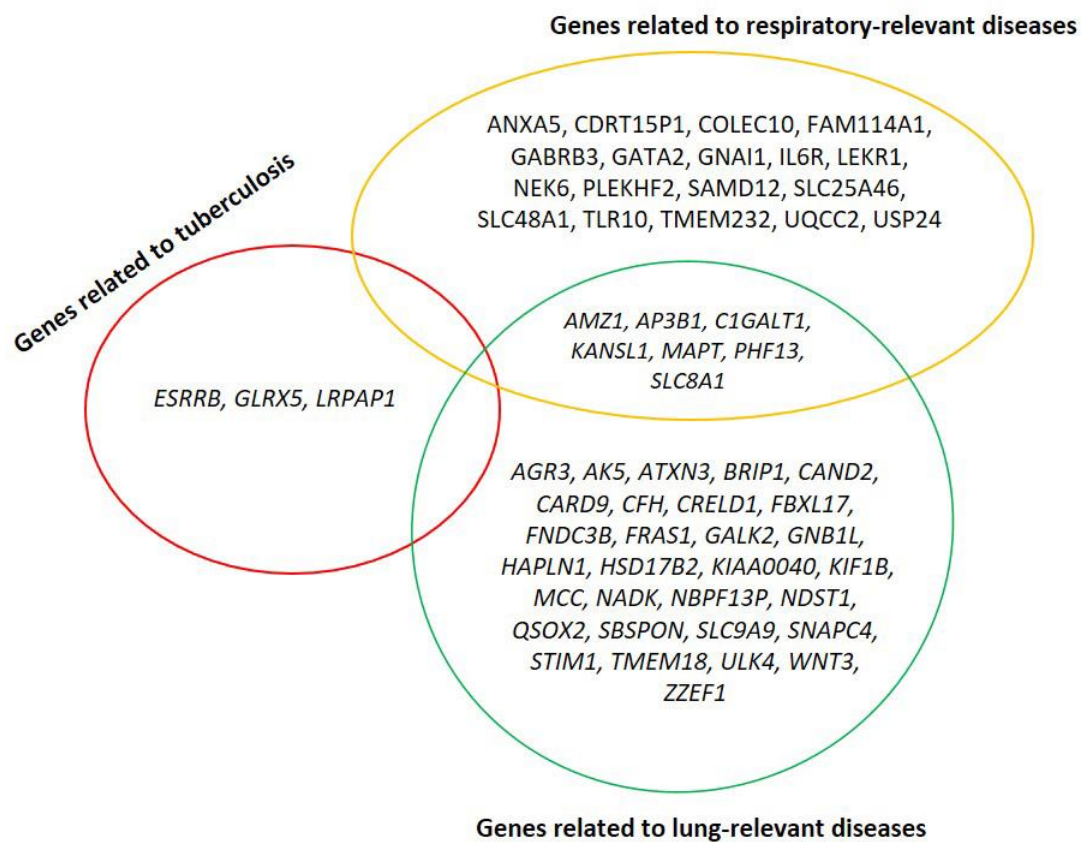 Genes related to respiratory-relevant diseases
ANXA5, CDRT15P1, COLEC10, FAM114A1,
GABRB3, GATA2, GNAI1, IL6R, LEKR1,
NEK6, PLEKHF2, SAMD12, SLC25A46,
SLC48A1, TLR10, TMEM232, UQCC2, USP24
Genes related to tuberculosis
AMZ1, AP3B1, C1GALT1,
KANSL1, MAPT, PHF13,
SLC8A1
ESRRB, GLRX5, LRPAP1
AGR3, AK5, ATXN3, BRIP1, CAND2,
CARD9, CFH, CRELD1, FBXL17,
FNDC3B, FRAS1, GALK2, GNB1L,
HAPLN1, HSD17B2, KIAA0040, KIF1B,
MCC, NADK, NBPF13P, NDST1,
QSOX2, SBSPON, SLC9A9, SNAPC4,
STIM1, TMEM18, ULK4, WNT3,
ZZEF1
Genes related to lung-relevant diseases